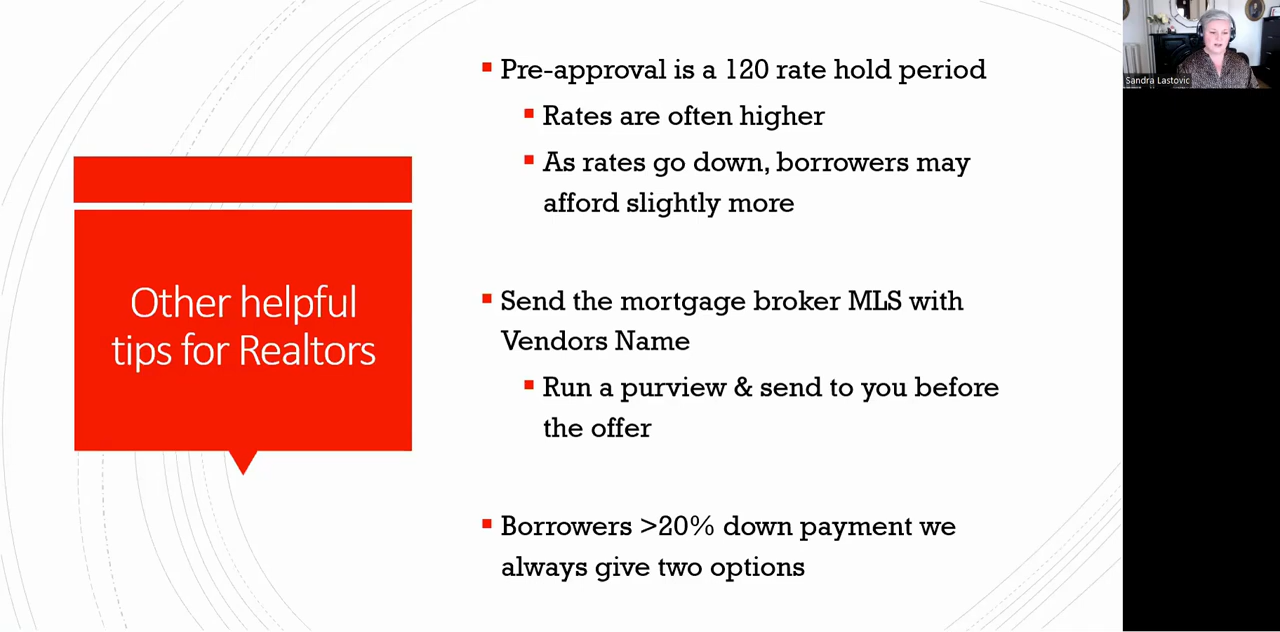 Other helpful
tips for Realtors
Pre-approval is a 120 rate hold period
Rates are often higher
As rates go down, borrowers may
afford slightly more
Send the mortgage broker MLS with
Vendors Name
Run a purview & send to you before
the offer
Borrowers >20% down payment we
always give two options
Sandra Lastovic